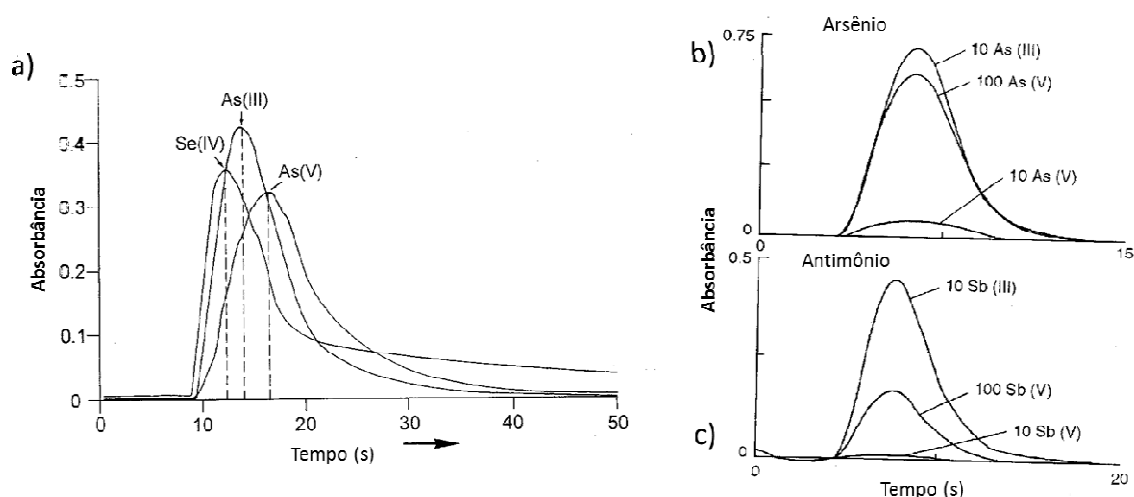 a)
0.5
0.4
0.3
0.2
0.1
0
As(III)
Se(IV)
As(V)
0
10
20
30
40
50
Absorbância
Tempo (s)
b)
Arsênio
0.75
0
10 As (III)
100 As (V)
10 As (V)
0
15
Absorbância
Antimônio
0.5
0
10 Sb (III)
100 Sb (V)
10 Sb (V)
c)
0
20
Tempo (s)